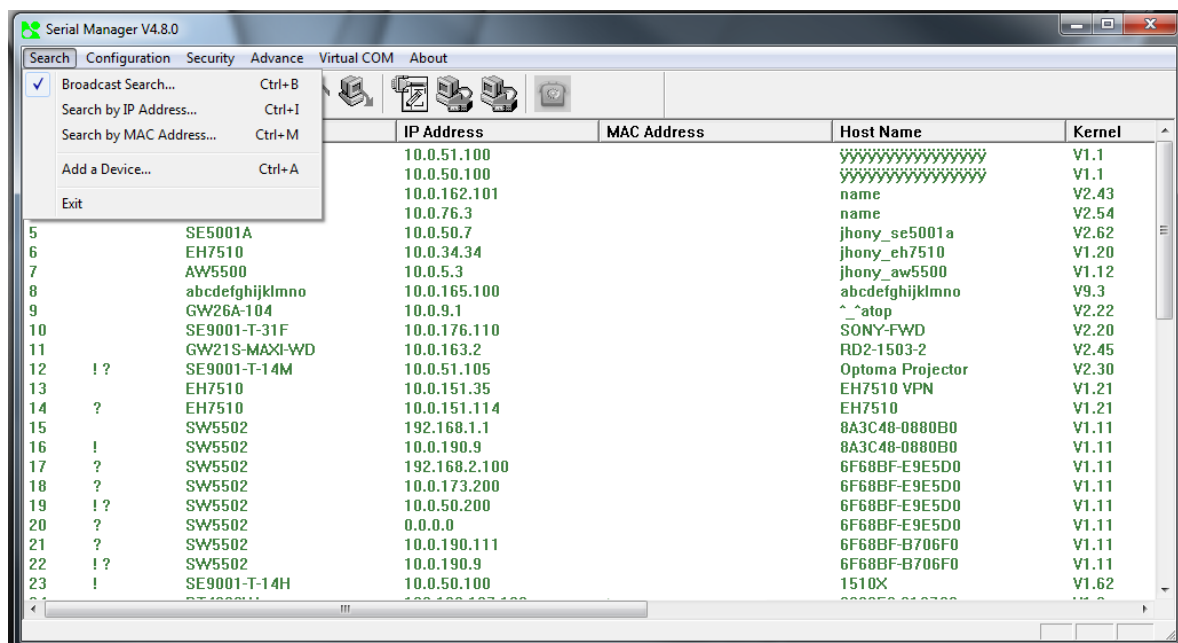 Serial Manager V4.8.0
Search Configuration Security Advance Virtual COM About
Broadcast Search... Ctrl+B
Search by IP Address... Ctrl+I
Search by MAC Address... Ctrl+M
Add a Device... Ctrl+A
Exit
IP Address MAC Address Host Name Kernel
10.0.51.100 ÿÿÿÿÿÿÿÿÿÿÿÿÿÿÿÿ V1.1
10.0.50.100 ÿÿÿÿÿÿÿÿÿÿÿÿÿÿÿÿ V1.1
10.0.162.101 name V2.43
10.0.76.3 name V2.54
5 SE5001A 10.0.50.7 jhony_se5001a V2.62
6 EH7510 10.0.34.34 jhony_eh7510 V1.20
7 AW5500 10.0.5.3 jhony_aw5500 V1.12
8 abcdefghijklmno 10.0.165.100 abcdefghijklmno V9.3
9 GW26A-104 10.0.9.1 ^_^atop V2.22
10 SE9001-T-31F 10.0.176.110 SONY-FWD V2.20
11 GW21S-MAXI-WD 10.0.163.2 RD2-1503-2 V2.45
12 ! ? SE9001-T-14M 10.0.51.105 Optoma Projector V2.30
13 EH7510 10.0.151.35 EH7510 VPN V1.21
14 ? EH7510 10.0.151.114 EH7510 V1.21
15 SW5502 192.168.1.1 8A3C48-0880B0 V1.11
16 ! SW5502 10.0.190.9 8A3C48-0880B0 V1.11
17 ? SW5502 192.168.2.100 6F68BF-E9E5D0 V1.11
18 ? SW5502 10.0.173.200 6F68BF-E9E5D0 V1.11
19 ! ? SW5502 10.0.50.200 6F68BF-E9E5D0 V1.11
20 ? SW5502 0.0.0.0 6F68BF-E9E5D0 V1.11
21 ? SW5502 10.0.190.111 6F68BF-B706F0 V1.11
22 ! ? SW5502 10.0.190.9 6F68BF-B706F0 V1.11
23 ! SE9001-T-14H 10.0.50.100 1510X V1.62